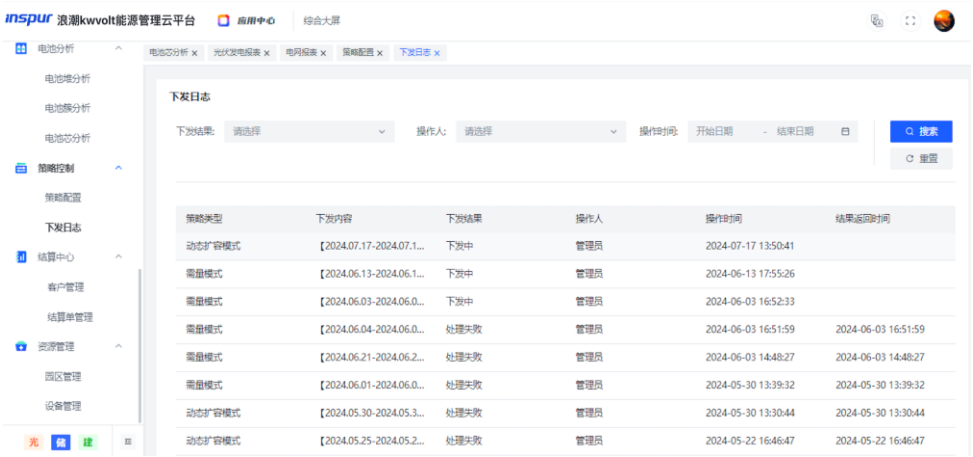 inspur 浪潮kwvolt能源管理云平台 应用中心 综合大屏
电池分析
电池堆分析
电池簇分析
电池芯分析
策略控制
策略配置
下发日志
结算中心
客户管理
结算单管理
资源管理
园区管理
设备管理
光 储 建
电池芯分析 × 光伏发电报表 × 电网报表 × 策略配置 × 下发日志 ×
下发日志
下发结果: 请选择 操作人: 请选择 操作时间: 开始日期 - 结束日期 搜索
重置
策略类型 下发内容 下发结果 操作人 操作时间 结果返回时间
动态扩容模式 【2024.07.17-2024.07.1... 下发中 管理员 2024-07-17 13:50:41
需量模式 【2024.06.13-2024.06.1... 下发中 管理员 2024-06-13 17:55:26
需量模式 【2024.06.03-2024.06.0... 下发中 管理员 2024-06-03 16:52:33
需量模式 【2024.06.04-2024.06.0... 处理失败 管理员 2024-06-03 16:51:59 2024-06-03 16:51:59
需量模式 【2024.06.21-2024.06.2... 处理失败 管理员 2024-06-03 14:48:27 2024-06-03 14:48:27
需量模式 【2024.06.01-2024.06.0... 处理失败 管理员 2024-05-30 13:39:32 2024-05-30 13:39:32
动态扩容模式 【2024.05.30-2024.05.3... 处理失败 管理员 2024-05-30 13:30:44 2024-05-30 13:30:44
动态扩容模式 【2024.05.25-2024.05.2... 处理失败 管理员 2024-05-22 16:46:47 2024-05-22 16:46:47